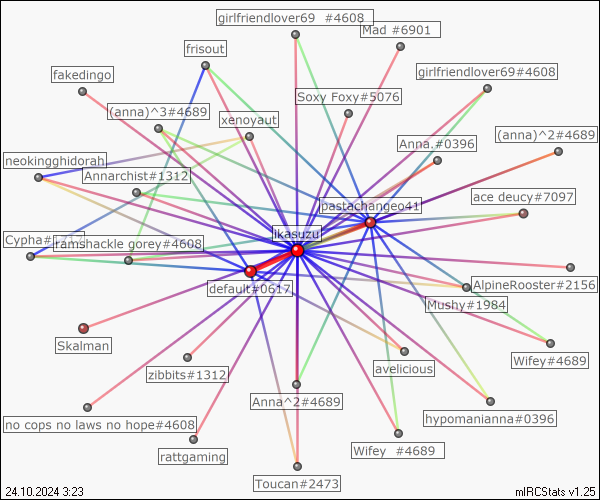 girlfriendlover69 #4608
Mad #6901
frisout
fakedingo
girlfriendlover69#4608
Soxy Foxy#5076
(anna)^3#4689
xenoyaut
(anna)^2#4689
Anna.#0396
neokingghidorah
Annarchist#1312
ace deucy#7097
pastachangeo41
ikasuzu
Cypha#1717
ramshackle gorey#4608
default#0617
AlpineRooster#2156
Mushy#1984
Skalman
Wifey#4689
avelicious
zibbits#1312
Anna^2#4689
no cops no laws no hope#4608
hypomanianna#0396
Wifey #4689
rattgaming
Toucan#2473
24.10.2024 3:23
mIRCStats v1.25